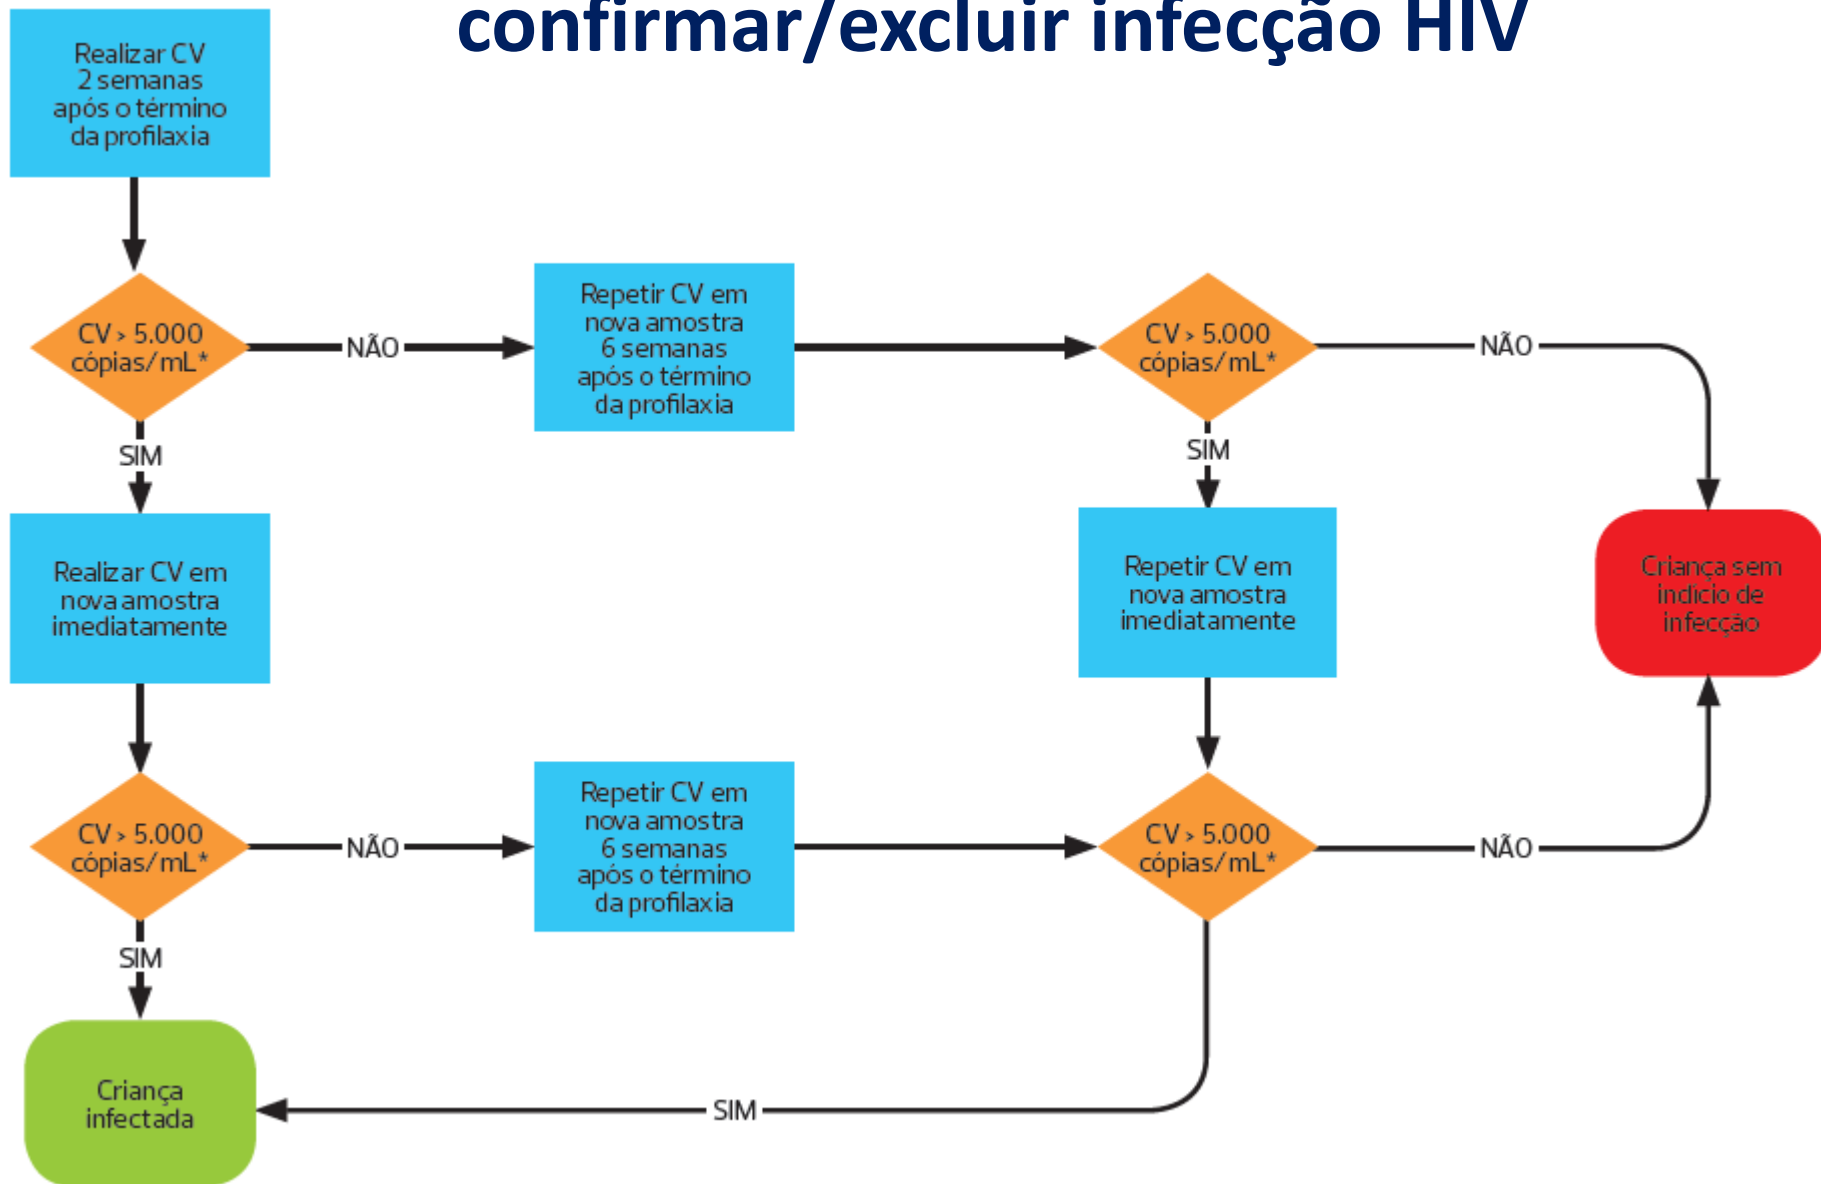 confirmar/excluir infecção HIV
Realizar CV
2 semanas
após o término
da profilaxia
CV > 5.000
cópias/mL*
NÃO
Repetir CV em
nova amostra
6 semanas
após o término
da profilaxia
CV > 5.000
cópias/mL*
NÃO
SIM
SIM
Realizar CV em
nova amostra
imediatamente
Repetir CV em
nova amostra
imediatamente
Criança sem
indício de
infecção
CV > 5.000
cópias/mL*
NÃO
Repetir CV em
nova amostra
6 semanas
após o término
da profilaxia
CV > 5.000
cópias/mL*
NÃO
SIM
Criança
infectada
SIM